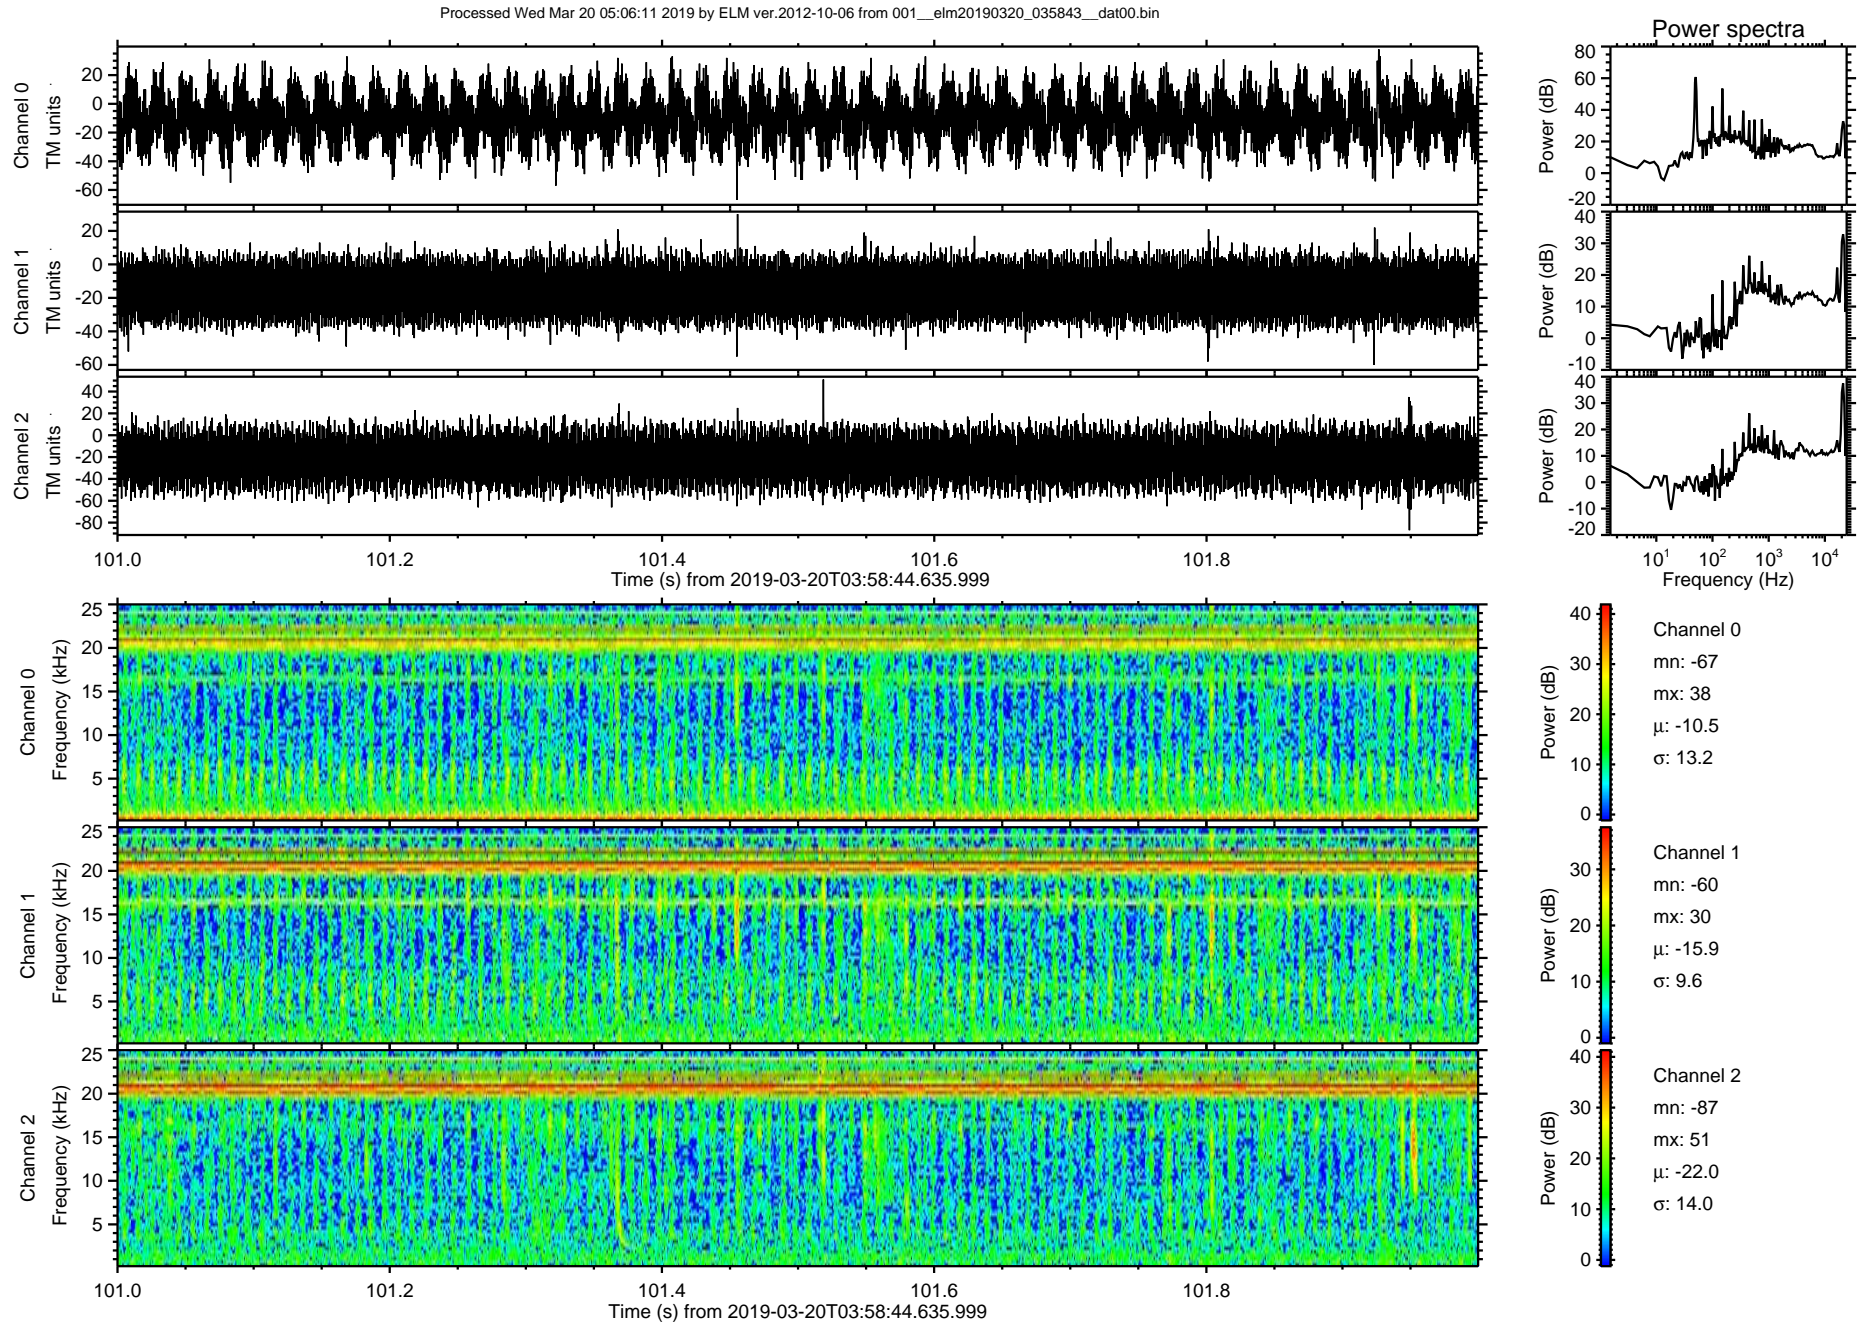 Processed Wed Mar 20 05:06:11 2019 by ELM ver.2012-10-06 from 001__elm20190320_035843__dat00.bin
Power spectra
Channel 0
TM units
20
0
-20
-40
-60
Power (dB)
80
60
40
20
0
-20
Channel 1
TM units
20
0
-20
-40
-60
Power (dB)
40
30
20
10
0
-10
Channel 2
TM units
40
20
0
-20
-40
-60
-80
Power (dB)
40
30
20
10
0
-10
-20
101.0 101.2 101.4 101.6 101.8
Time (s) from 2019-03-20T03:58:44.635.999
10¹ 10² 10³ 10⁴
Frequency (Hz)
Channel 0
Frequency (kHz)
25
20
15
10
5
Power (dB)
40
30
20
10
0
Channel 0
mn: -67
mx: 38
μ: -10.5
σ: 13.2
Channel 1
Frequency (kHz)
25
20
15
10
5
Power (dB)
30
20
10
0
Channel 1
mn: -60
mx: 30
μ: -15.9
σ: 9.6
Channel 2
Frequency (kHz)
25
20
15
10
5
Power (dB)
40
30
20
10
0
Channel 2
mn: -87
mx: 51
μ: -22.0
σ: 14.0
101.0 101.2 101.4 101.6 101.8
Time (s) from 2019-03-20T03:58:44.635.999